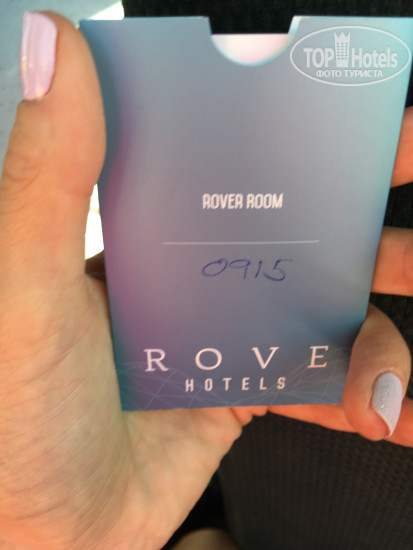 TOP Hotels
ФОТО ТУРИСТА
ROVER ROOM
0915
ROVE
HOTELS